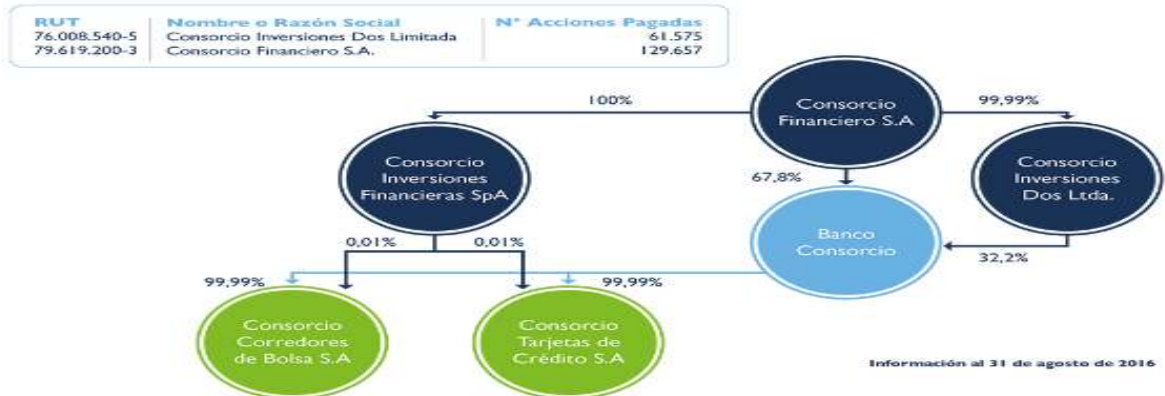 RUT Nombre o Razón Social N° Acciones Pagadas
76.008.540-5 Consorcio Inversiones Dos Limitada 61.575
79.619.200-3 Consorcio Financiero S.A. 129.657
100%
Consorcio
Financiero S.A
99,99%
Consorcio
Inversiones
Financieras SpA
67,8%
Consorcio
Inversiones
Dos Ltda.
Banco
Consorcio
32,2%
0,01%
0,01%
99,99%
99,99%
Consorcio
Corredores
de Bolsa S.A
Consorcio
Tarjetas de
Crédito S.A
Información al 31 de agosto de 2016